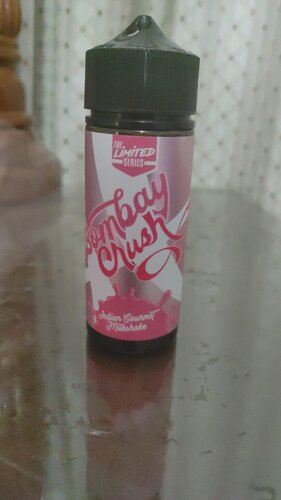 THE
LIMITED
SERIES
Bombay
Crush
Indian Gourmet
Milkshake